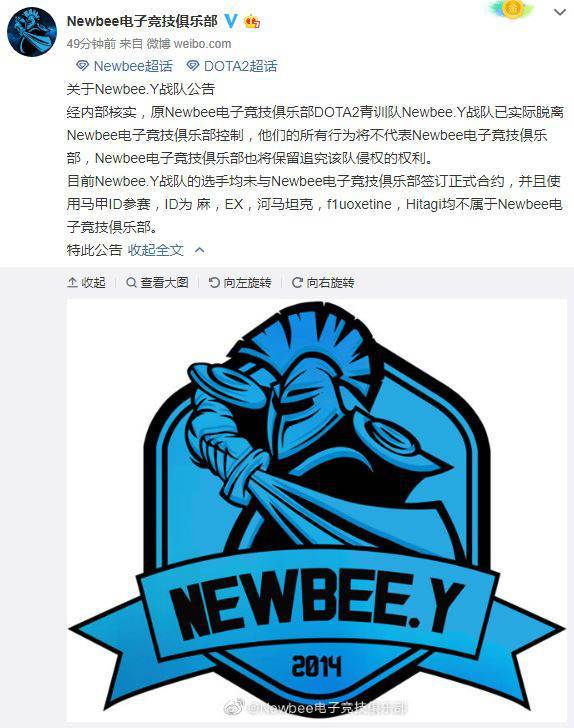 Newbee电子竞技俱乐部
49分钟前 来自 微博 weibo.com
Newbee超话 DOTA2超话
关于Newbee.Y战队公告
经内部核实，原Newbee电子竞技俱乐部DOTA2青训队Newbee.Y战队已实际脱离
Newbee电子竞技俱乐部控制，他们的所有行为将不代表Newbee电子竞技俱乐
部，Newbee电子竞技俱乐部也将保留追究该队侵权的权利。
目前Newbee.Y战队的选手均未与Newbee电子竞技俱乐部签订正式合约，并且使
用马甲ID参赛，ID为 麻，EX，河马坦克，f1uoxetine，Hitagi均不属于Newbee电
子竞技俱乐部。
特此公告 收起全文
收起 查看大图 向左旋转 向右旋转
NEWBEE.Y
2014
@Newbee电子竞技俱乐部